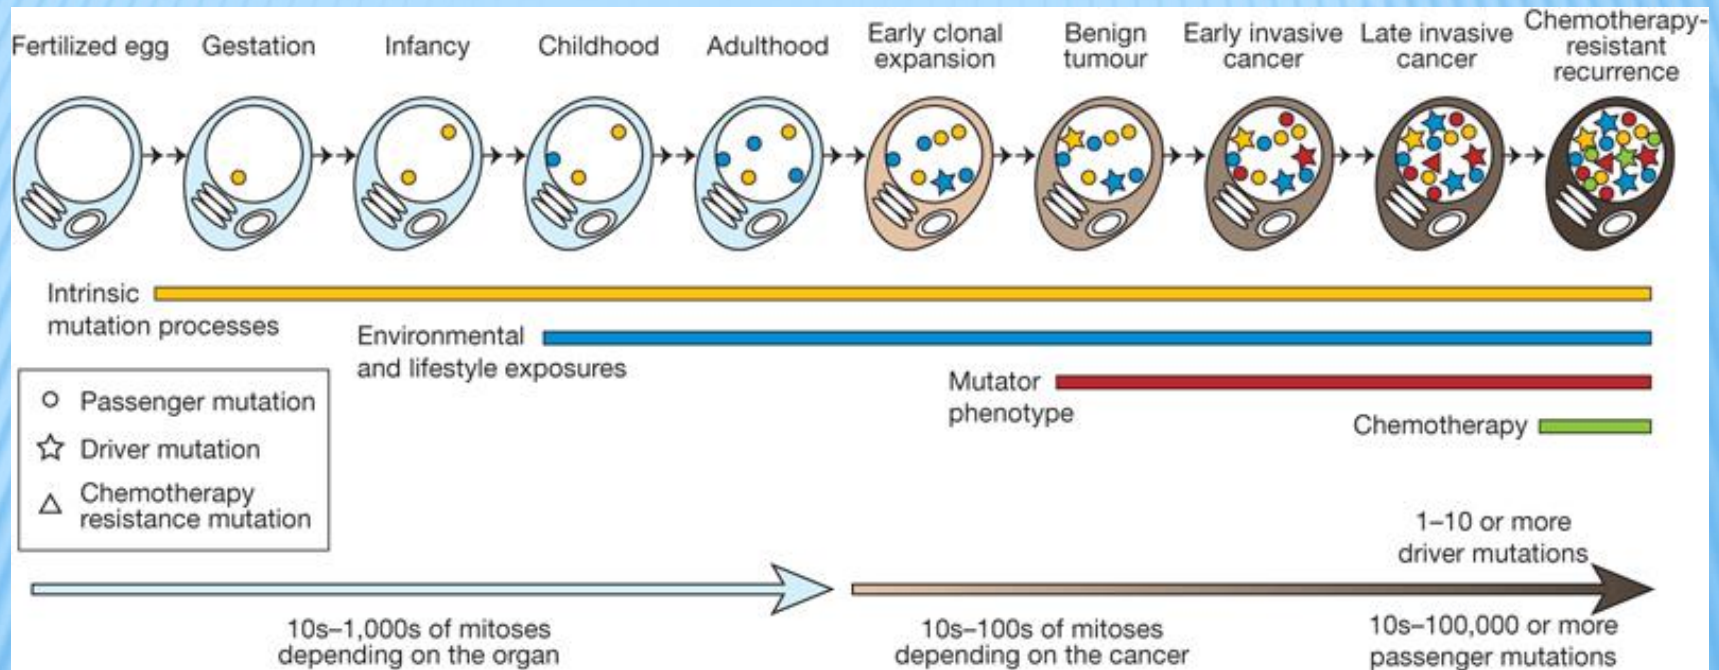 Fertilized egg
Gestation
Infancy
Childhood
Adulthood
Early clonal
expansion
Benign
tumour
Early invasive
cancer
Late invasive
cancer
Chemotherapy-
resistant
recurrence
Intrinsic
mutation processes
Environmental
and lifestyle exposures
Mutator
phenotype
Chemotherapy
Passenger mutation
Driver mutation
Chemotherapy
resistance mutation
1–10 or more
driver mutations
10s–1,000s of mitoses
depending on the organ
10s–100s of mitoses
depending on the cancer
10s–100,000 or more
passenger mutations